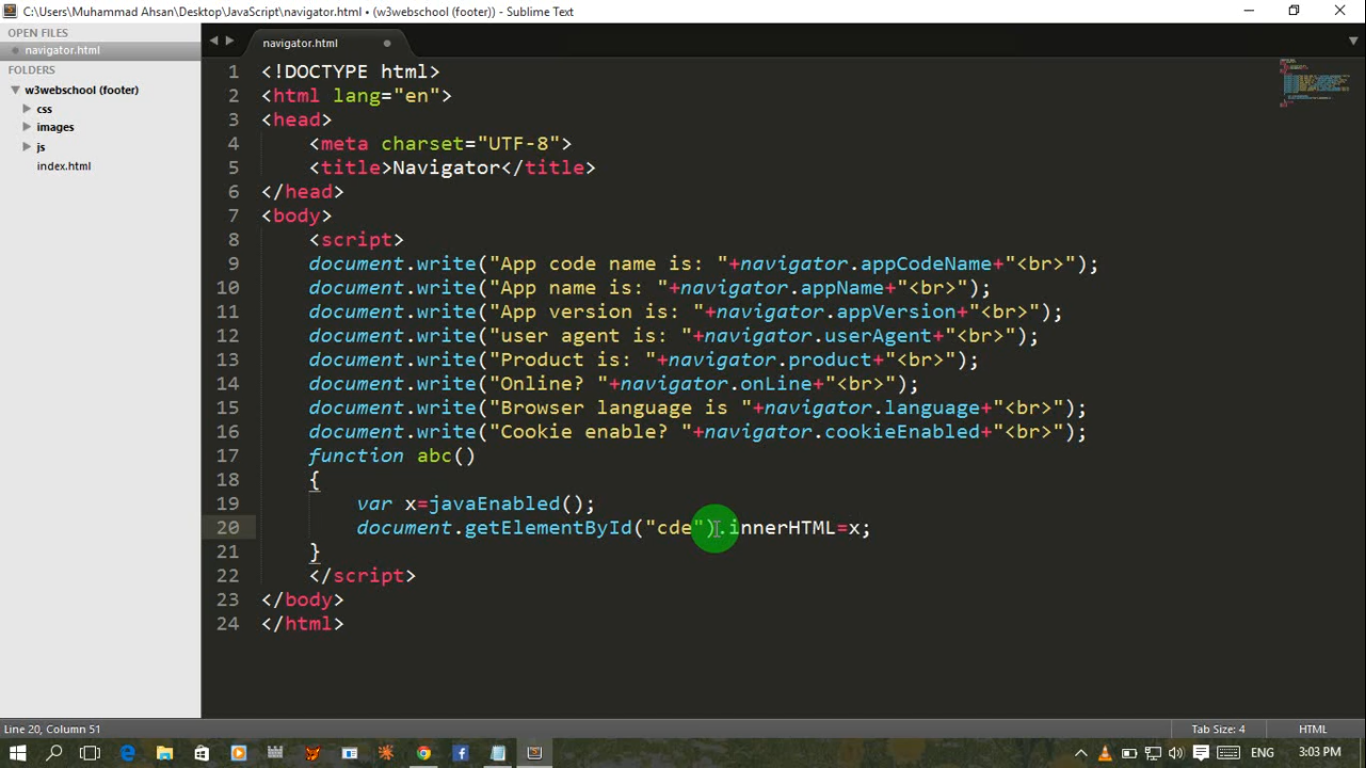 C:\Users\Muhammad Ahsan\Desktop\JavaScript\navigator.html • (w3webschool (footer)) - Sublime Text
OPEN FILES
navigator.html
FOLDERS
w3webschool (footer)
css
images
js
index.html
navigator.html
1 <!DOCTYPE html>
2 <html lang="en">
3 <head>
4 <meta charset="UTF-8">
5 <title>Navigator</title>
6 </head>
7 <body>
8 <script>
9 document.write("App code name is: "+navigator.appCodeName+"<br>");
10 document.write("App name is: "+navigator.appName+"<br>");
11 document.write("App version is: "+navigator.appVersion+"<br>");
12 document.write("user agent is: "+navigator.userAgent+"<br>");
13 document.write("Product is: "+navigator.product+"<br>");
14 document.write("Online? "+navigator.onLine+"<br>");
15 document.write("Browser language is "+navigator.language+"<br>");
16 document.write("Cookie enable? "+navigator.cookieEnabled+"<br>");
17 function abc()
18 {
19 var x=javaEnabled();
20 document.getElementById("cde").innerHTML=x;
21 }
22 </script>
23 </body>
24 </html>
Line 20, Column 51
Tab Size: 4
HTML
ENG
3:03 PM